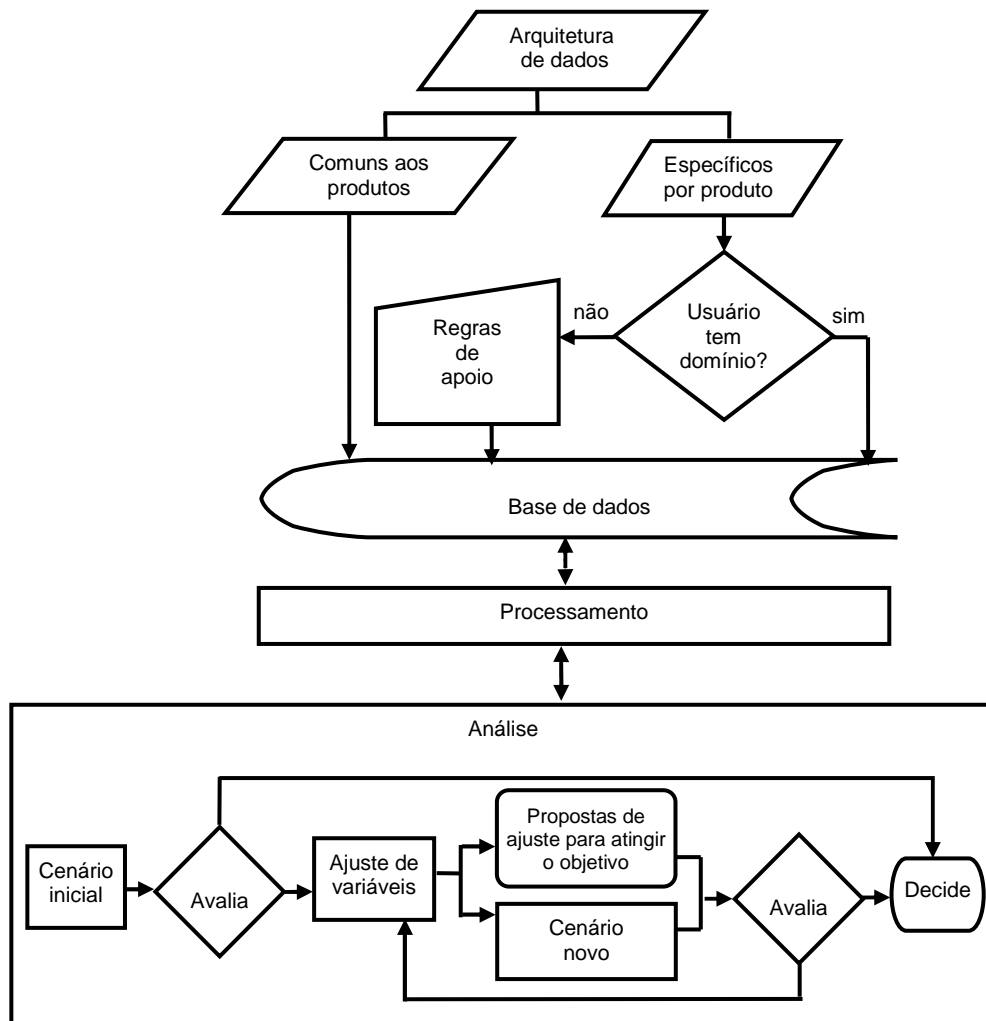 Arquitetura
de dados
Comuns aos
produtos
Específicos
por produto
Usuário
tem
domínio?
não
sim
Regras
de
apoio
Base de dados
Processamento
Análise
Cenário
inicial
Avalia
Ajuste de
variáveis
Propostas de
ajuste para atingir
o objetivo
Cenário
novo
Avalia
Decide